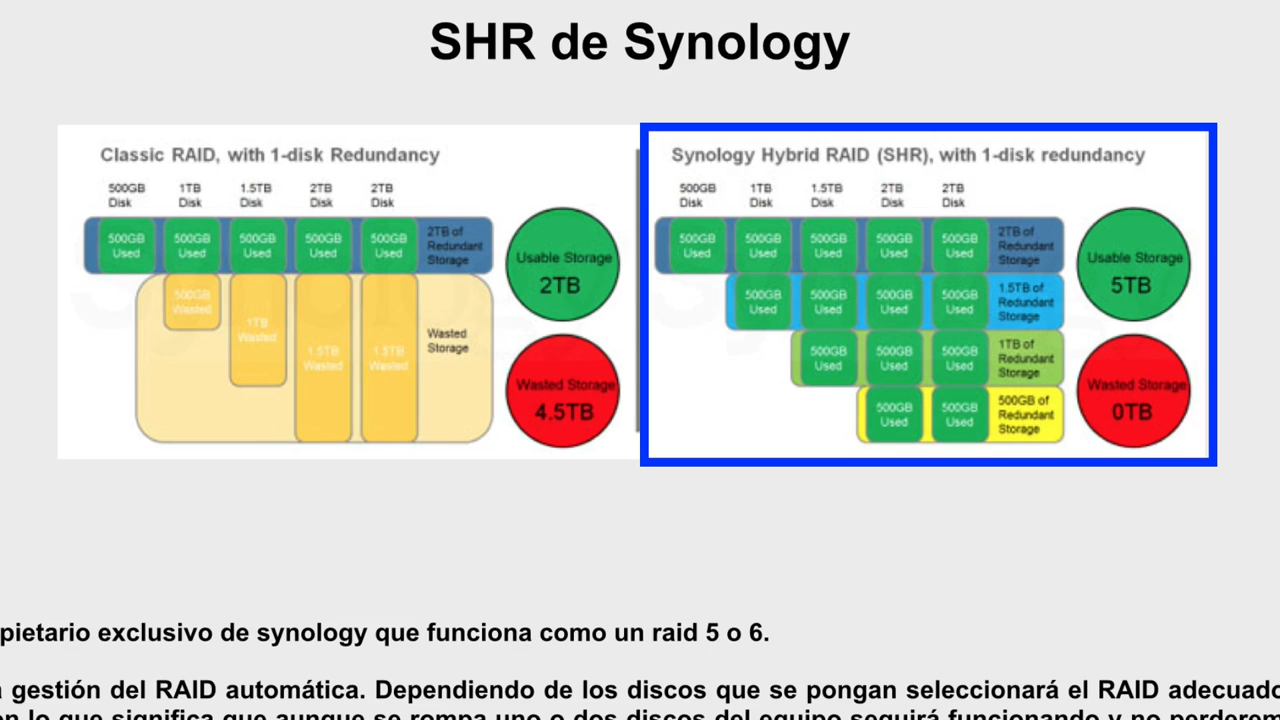 SHR de Synology
Classic RAID, with 1-disk Redundancy
500GB Disk
1TB Disk
1.5TB Disk
2TB Disk
2TB Disk
500GB Used
500GB Used
500GB Used
500GB Used
500GB Used
2TB of Redundant Storage
500GB Wasted
1TB Wasted
1.5TB Wasted
1.5TB Wasted
Wasted Storage
Usable Storage
2TB
Wasted Storage
4.5TB
Synology Hybrid RAID (SHR), with 1-disk redundancy
500GB Disk
1TB Disk
1.5TB Disk
2TB Disk
2TB Disk
500GB Used
500GB Used
500GB Used
500GB Used
500GB Used
2TB of Redundant Storage
500GB Used
500GB Used
500GB Used
500GB Used
1.5TB of Redundant Storage
500GB Used
500GB Used
500GB Used
1TB of Redundant Storage
500GB Used
500GB Used
500GB of Redundant Storage
Usable Storage
5TB
Wasted Storage
0TB
pietario exclusivo de synology que funciona como un raid 5 o 6.
gestión del RAID automática. Dependiendo de los discos que se pongan seleccionará el RAID adecuado
lo que significa que aunque se rompa uno o dos discos del equipo seguirá funcionando y no